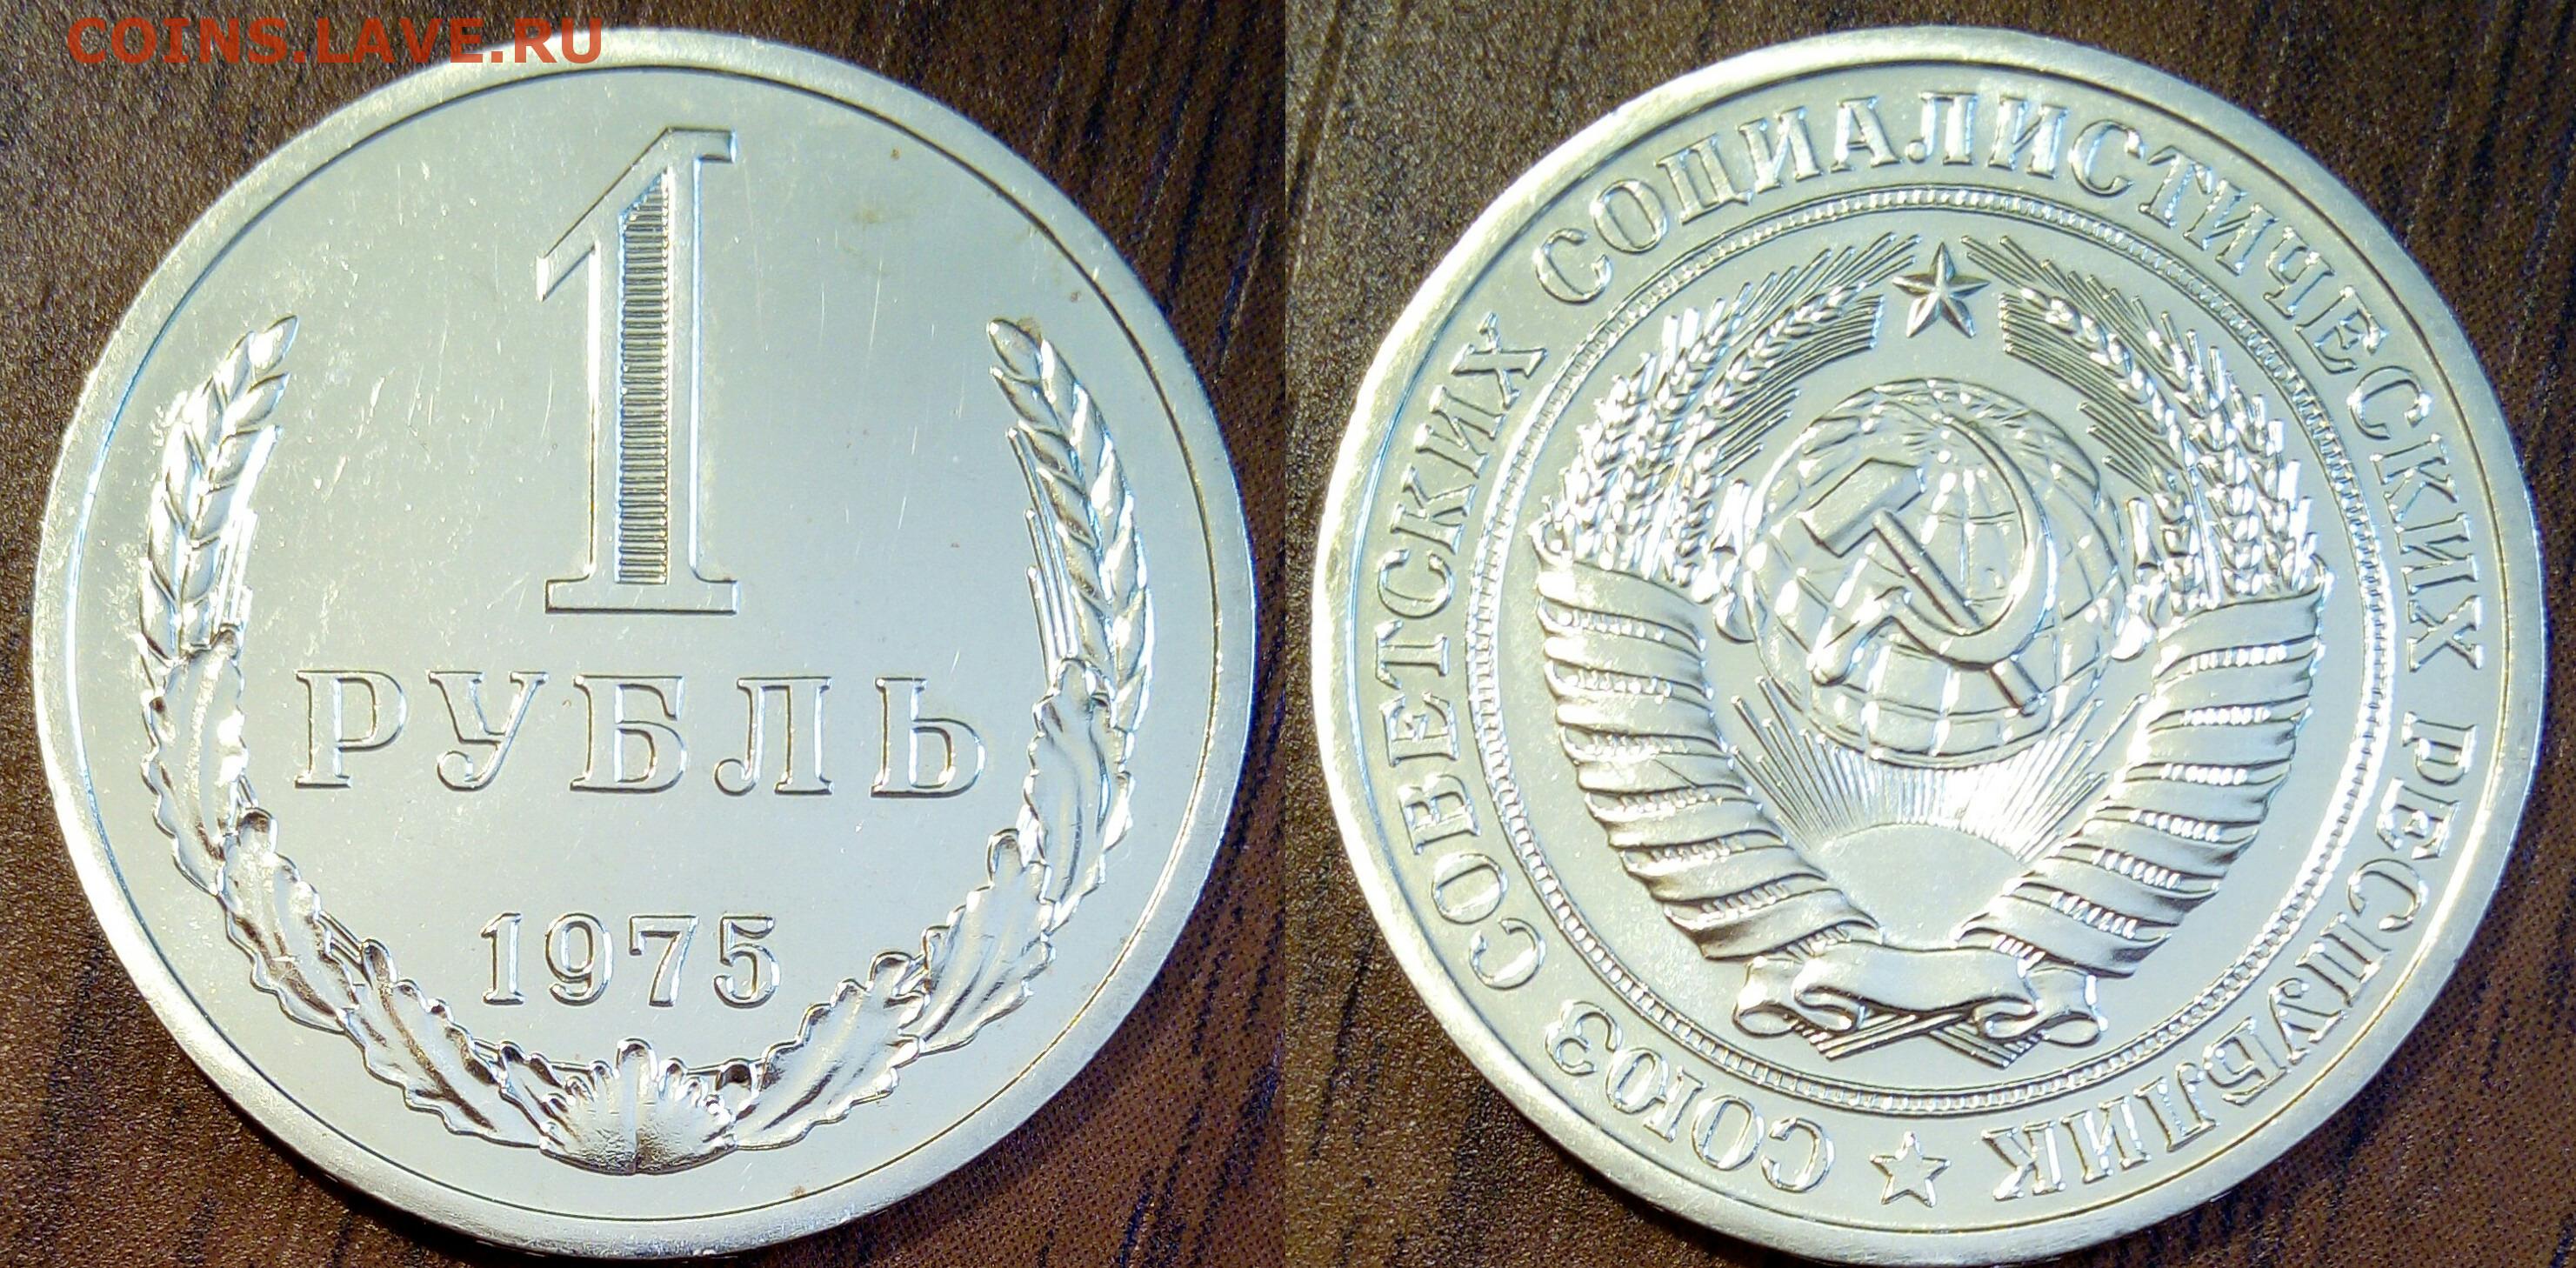 COINS.LAVE.RU
1
РУБЛЬ
1975
СОЮЗ СОВЕТСКИХ СОЦИАЛИСТИЧЕСКИХ РЕСПУБЛИК